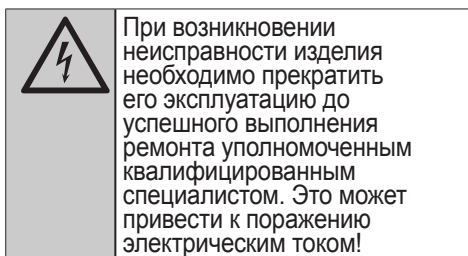 При возникновении
неисправности изделия
необходимо прекратить
его эксплуатацию до
успешного выполнения
ремонта уполномоченным
квалифицированным
специалистом. Это может
привести к поражению
электрическим током!